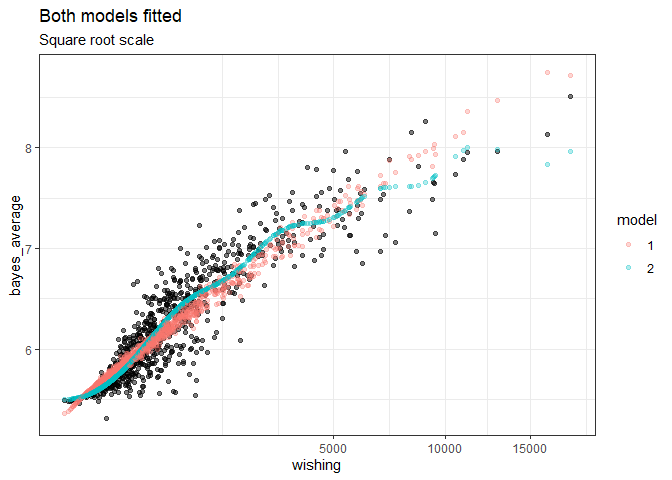 Both models fitted
Square root scale
bayes_average
8
7
6
5000
10000
15000
wishing
model
1
2